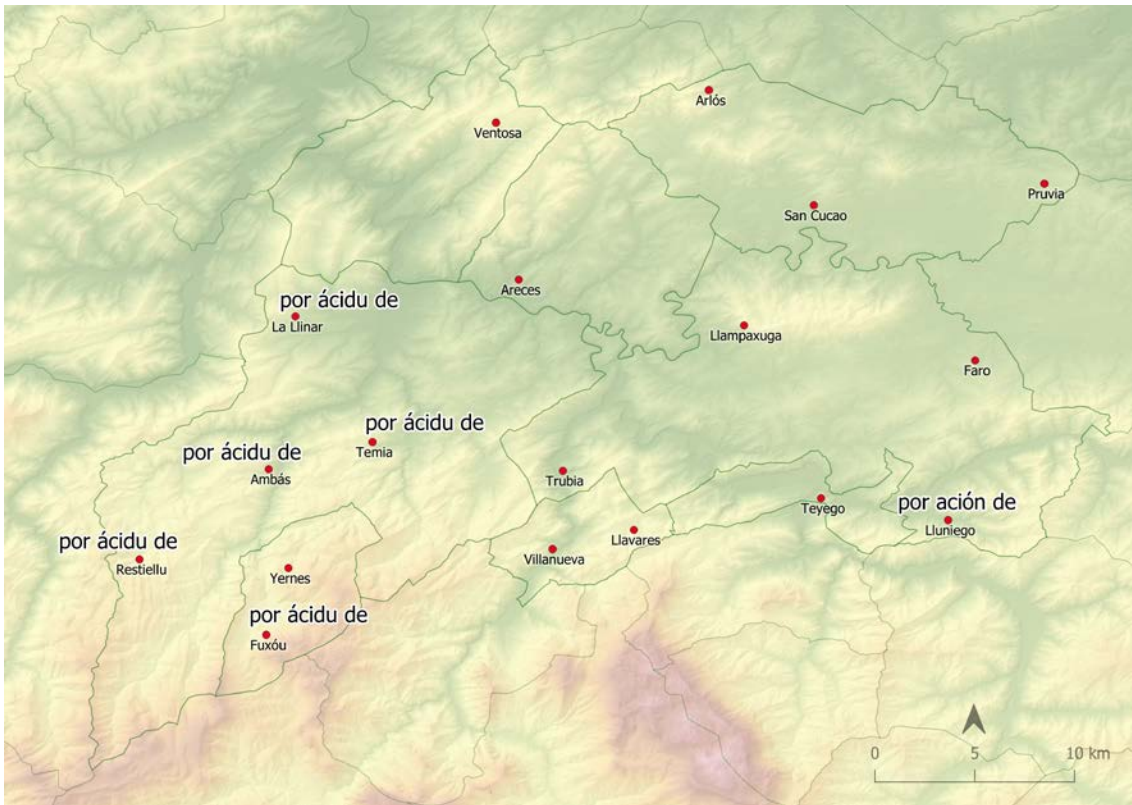 Arlós
Ventosa
Pruvia
San Cucao
Areces
por ácidu de
La Llinar
Llampaxuga
Faro
por ácidu de
Temia
por ácidu de
Ambás
Trubia
por ación de
Teyego
Lluniego
por ácidu de
Restiellu
Llavares
Villanueva
Yernes
por ácidu de
Fuxóu
0 5 10 km